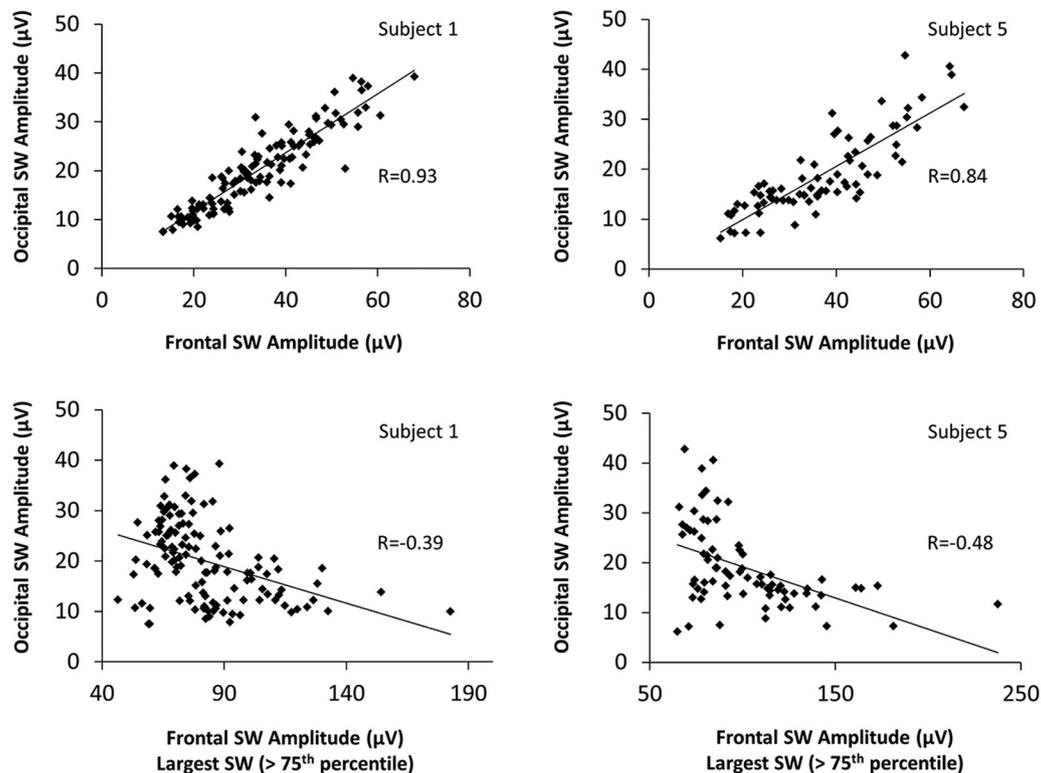 Occipital SW Amplitude (μV)
50
40
30
20
10
0
Subject 1
R=0.93
0 20 40 60 80
Frontal SW Amplitude (μV)
Occipital SW Amplitude (μV)
50
40
30
20
10
0
Subject 5
R=0.84
0 20 40 60 80
Frontal SW Amplitude (μV)
Occipital SW Amplitude (μV)
50
40
30
20
10
0
Subject 1
R=-0.39
40 90 140 190
Frontal SW Amplitude (μV)
Largest SW (> 75th percentile)
Occipital SW Amplitude (μV)
50
40
30
20
10
0
Subject 5
R=-0.48
50 150 250
Frontal SW Amplitude (μV)
Largest SW (> 75th percentile)